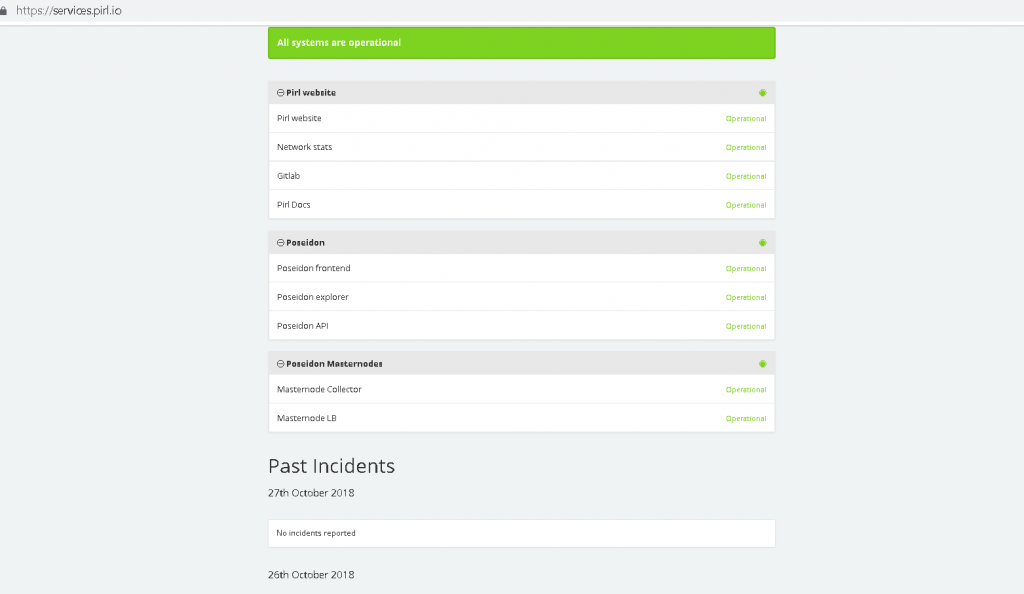 https://services.pirl.io
All systems are operational
Pirl website
Pirl website Operational
Network stats Operational
Gitlab Operational
Pirl Docs Operational
Poseidon
Poseidon frontend Operational
Poseidon explorer Operational
Poseidon API Operational
Poseidon Masternodes
Masternode Collector Operational
Masternode LB Operational
Past Incidents
27th October 2018
No incidents reported
26th October 2018